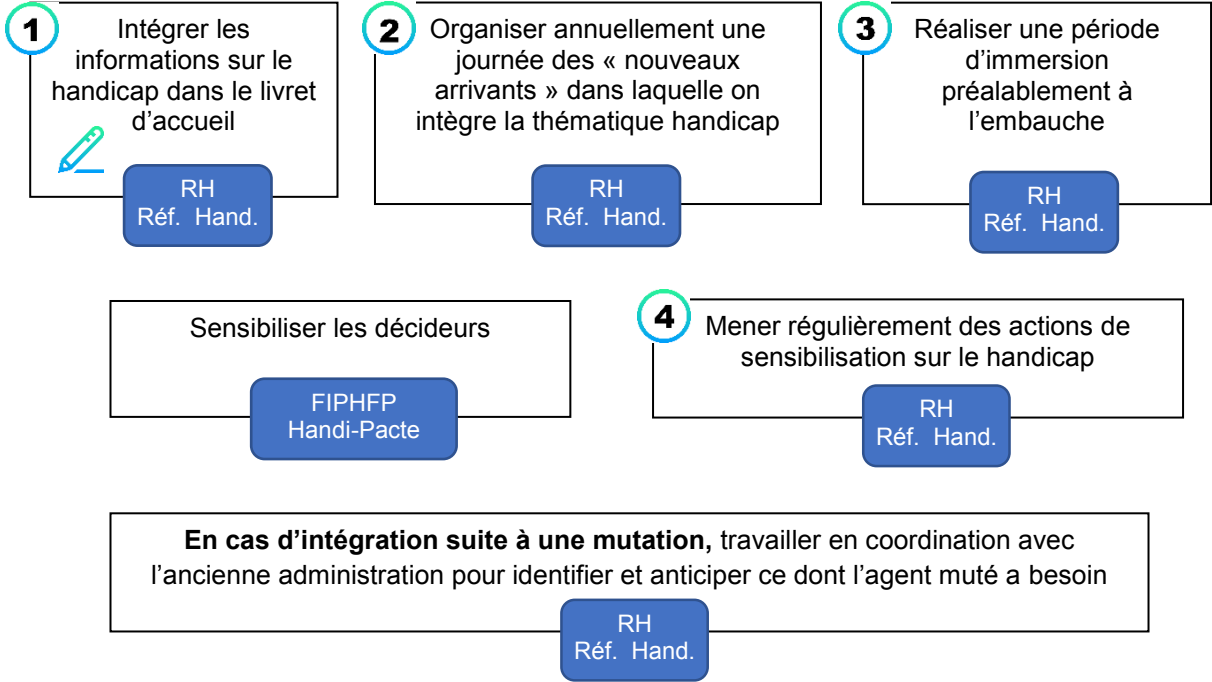 1
Intégrer les
informations sur le
handicap dans le livret
d’accueil
RH
Réf. Hand.
2
Organiser annuellement une
journée des « nouveaux
arrivants » dans laquelle on
intègre la thématique handicap
RH
Réf. Hand.
3
Réaliser une période
d’immersion
préalablement à
l’embauche
RH
Réf. Hand.
Sensibiliser les décideurs
FIPHFP
Handi-Pacte
4
Mener régulièrement des actions de
sensibilisation sur le handicap
RH
Réf. Hand.
En cas d’intégration suite à une mutation, travailler en coordination avec
l’ancienne administration pour identifier et anticiper ce dont l’agent muté a besoin
RH
Réf. Hand.